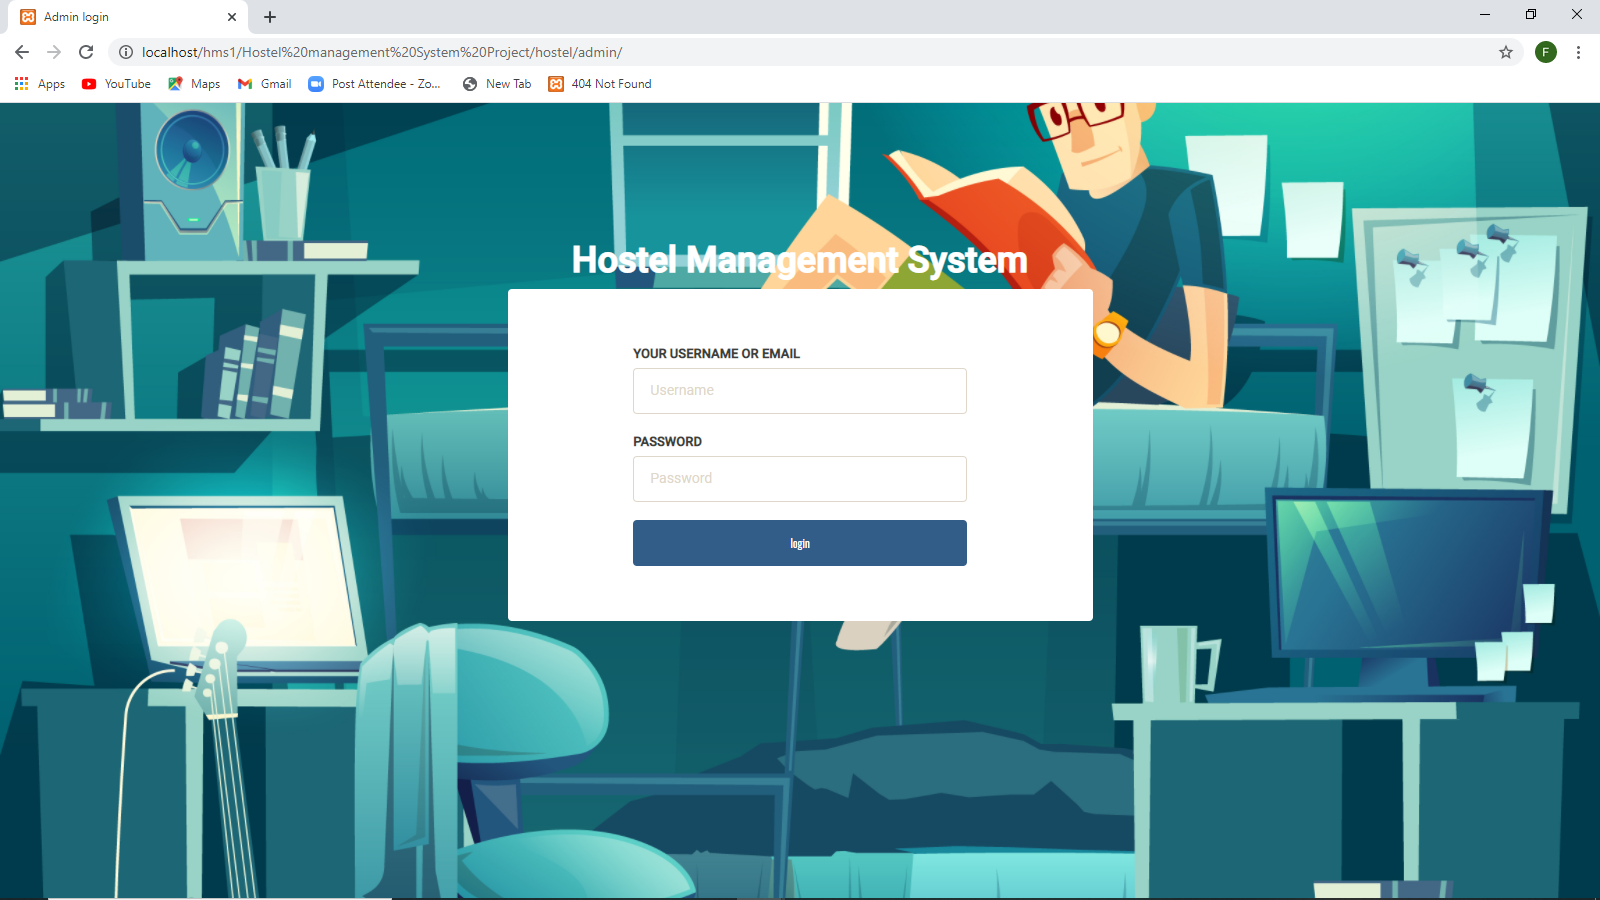 Admin login
localhost/hms1/Hostel%20management%20System%20Project/hostel/admin/
F
Apps
YouTube
Maps
Gmail
Post Attendee - Zo...
New Tab
404 Not Found
Hostel Management System
YOUR USERNAME OR EMAIL
Username
PASSWORD
Password
login